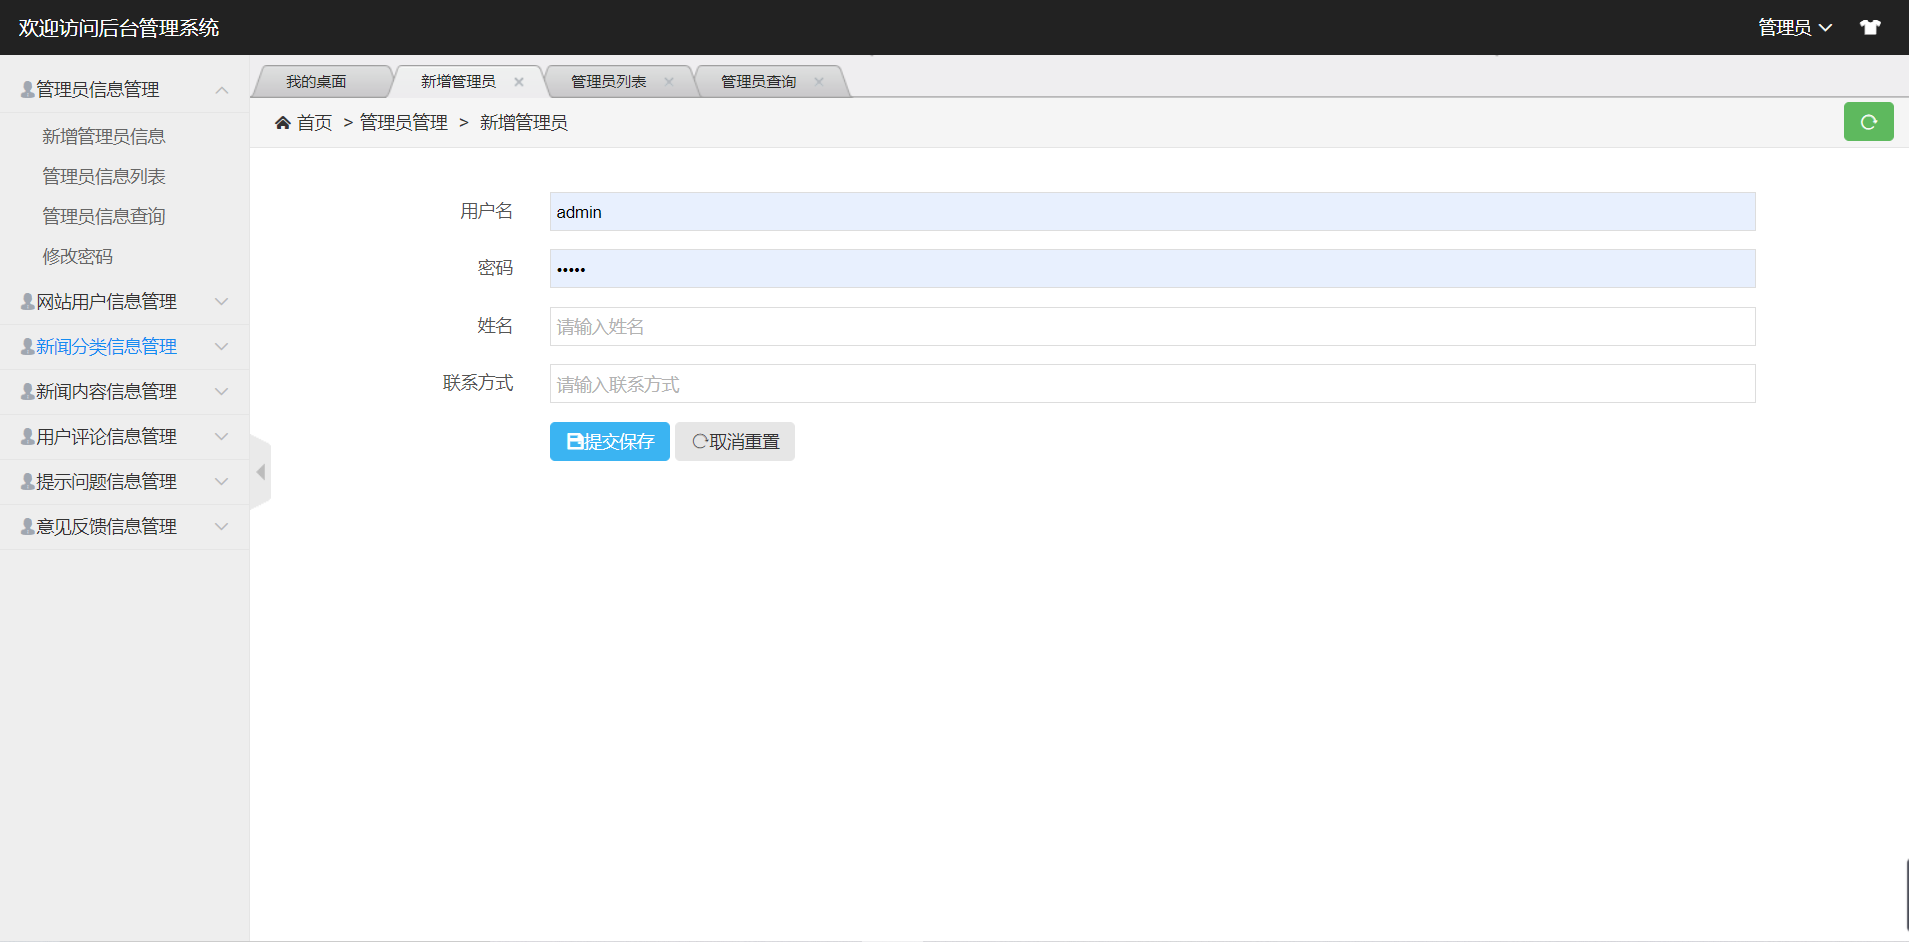 欢迎访问后台管理系统
管理员
管理员信息管理
新增管理员信息
管理员信息列表
管理员信息查询
修改密码
网站用户信息管理
新闻分类信息管理
新闻内容信息管理
用户评论信息管理
提示问题信息管理
意见反馈信息管理
我的桌面 新增管理员 管理员列表 管理员查询
首页 > 管理员管理 > 新增管理员
用户名 admin
密码 •••••
姓名 请输入姓名
联系方式 请输入联系方式
提交保存 取消重置